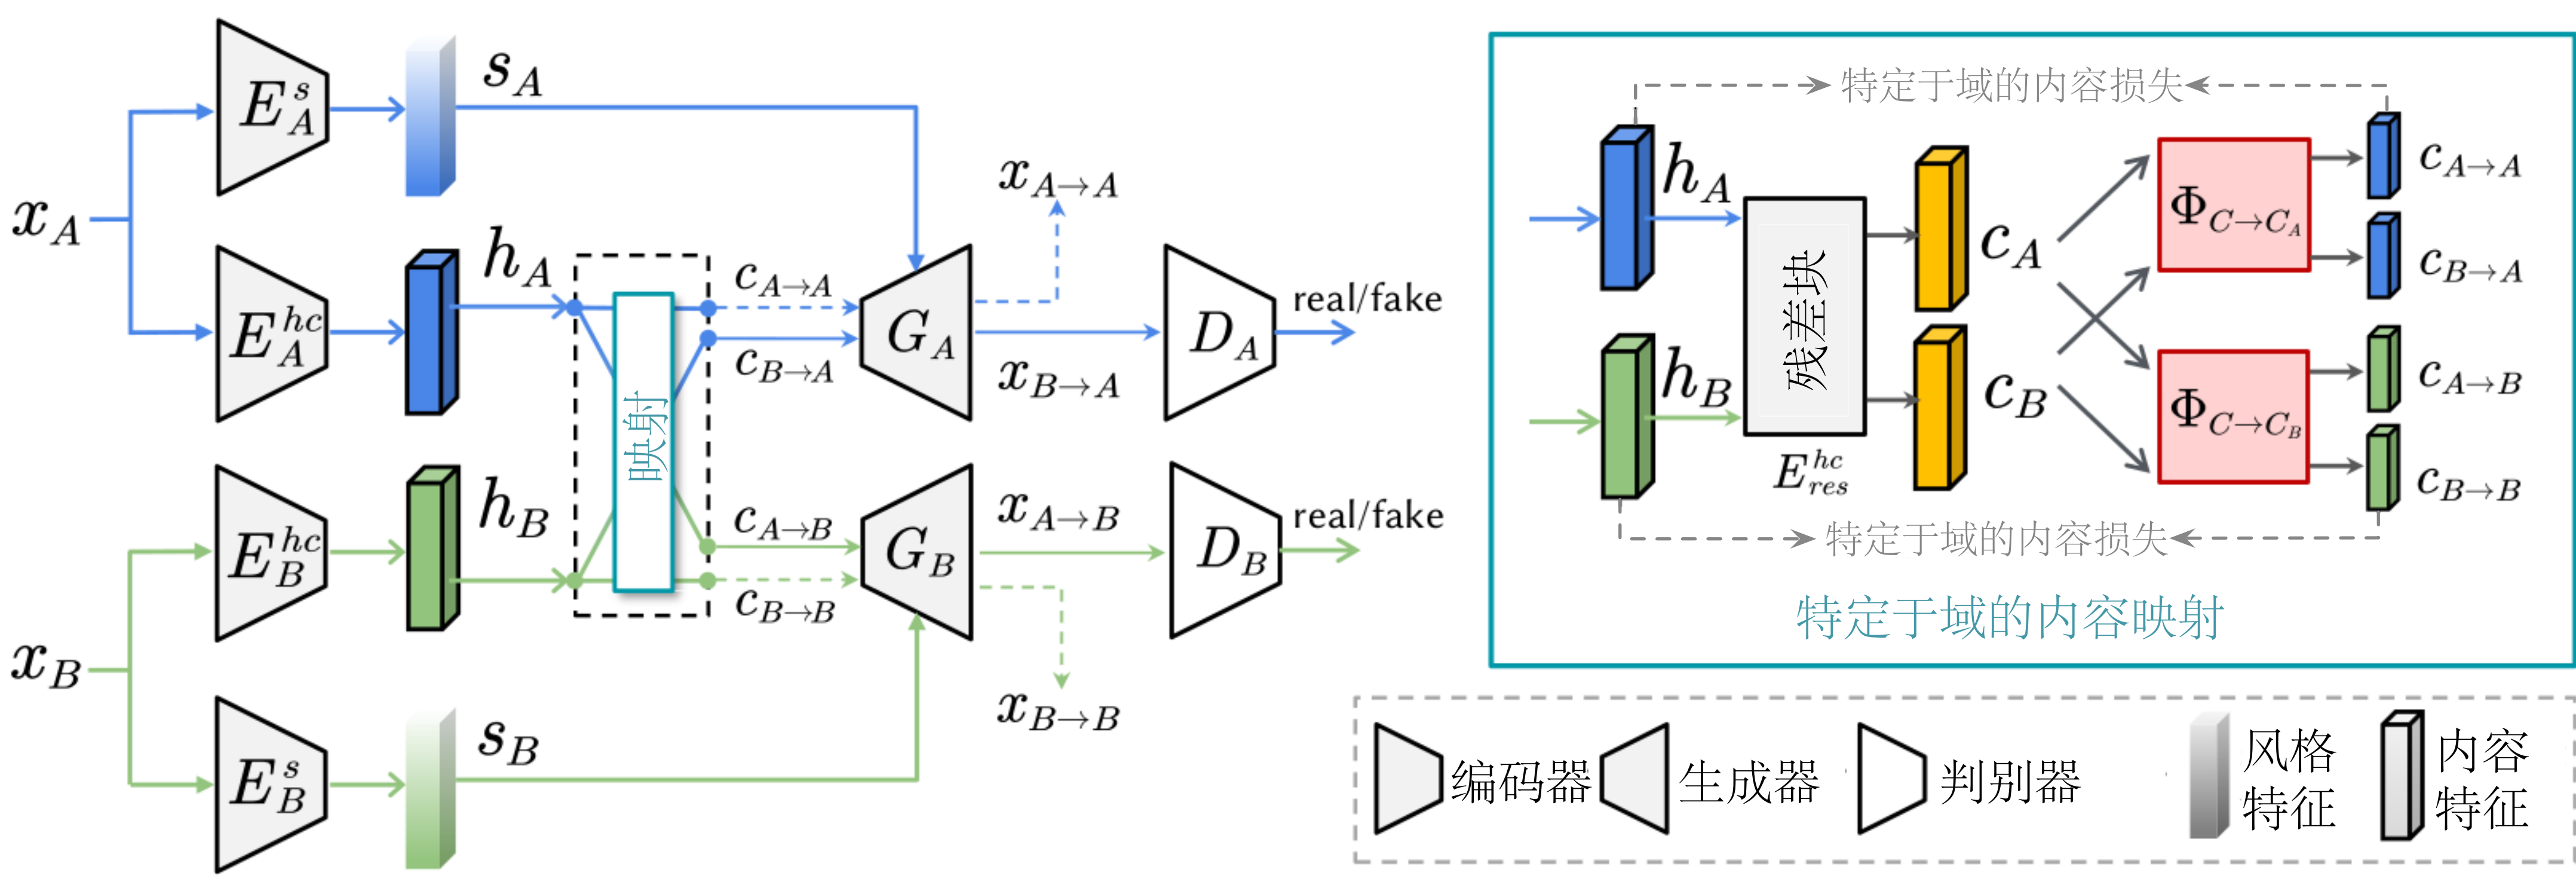 x_A
E_A^s
s_A
E_A^{hc}
h_A
映射
c_{A→A}
c_{B→A}
G_A
x_{A→A}
x_{B→A}
D_A
real/fake
x_B
E_B^{hc}
h_B
c_{A→B}
c_{B→B}
G_B
x_{A→B}
x_{B→B}
D_B
real/fake
E_B^s
s_B
特定于域的内容损失
h_A
h_B
残差块
E_{res}^{hc}
c_A
c_B
Φ_{C→C_A}
Φ_{C→C_B}
c_{A→A}
c_{B→A}
c_{A→B}
c_{B→B}
特定于域的内容损失
特定于域的内容映射
编码器
生成器
判别器
风格
特征
内容
特征